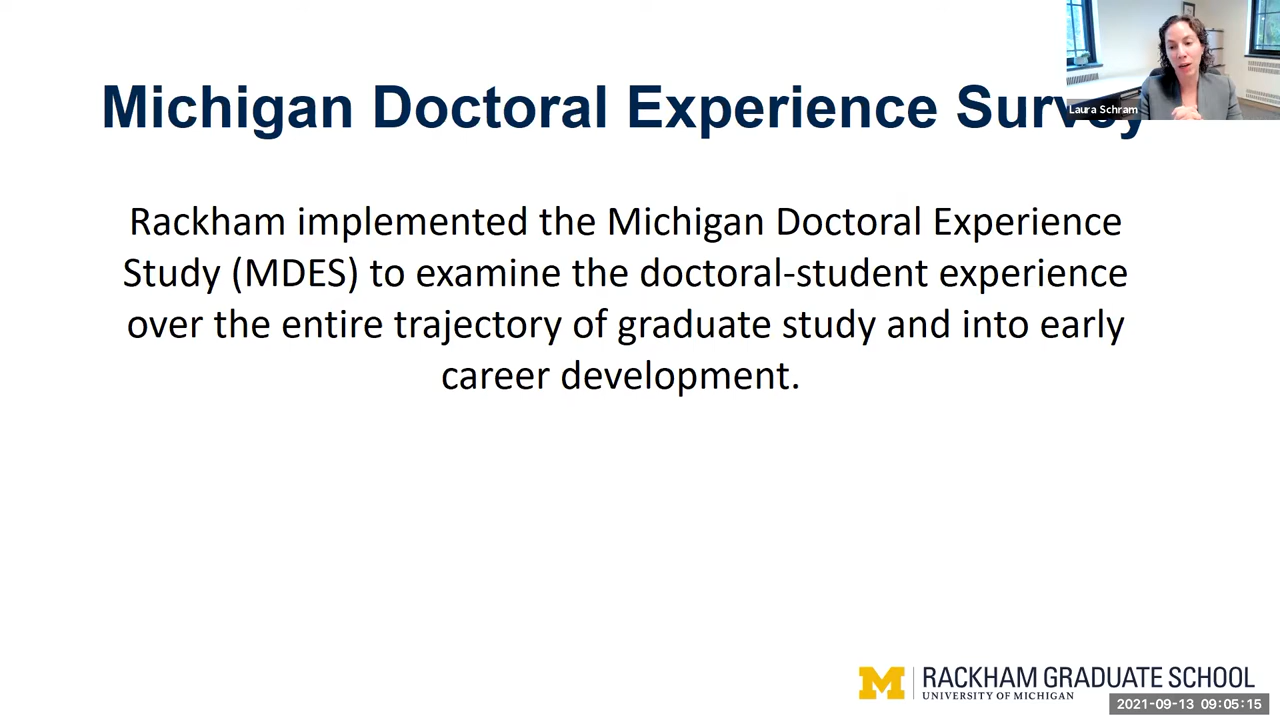 Michigan Doctoral Experience Survey
Laura Schram
Rackham implemented the Michigan Doctoral Experience
Study (MDES) to examine the doctoral-student experience
over the entire trajectory of graduate study and into early
career development.
M RACKHAM GRADUATE SCHOOL
UNIVERSITY OF MICHIGAN
2021-09-13 09:05:15